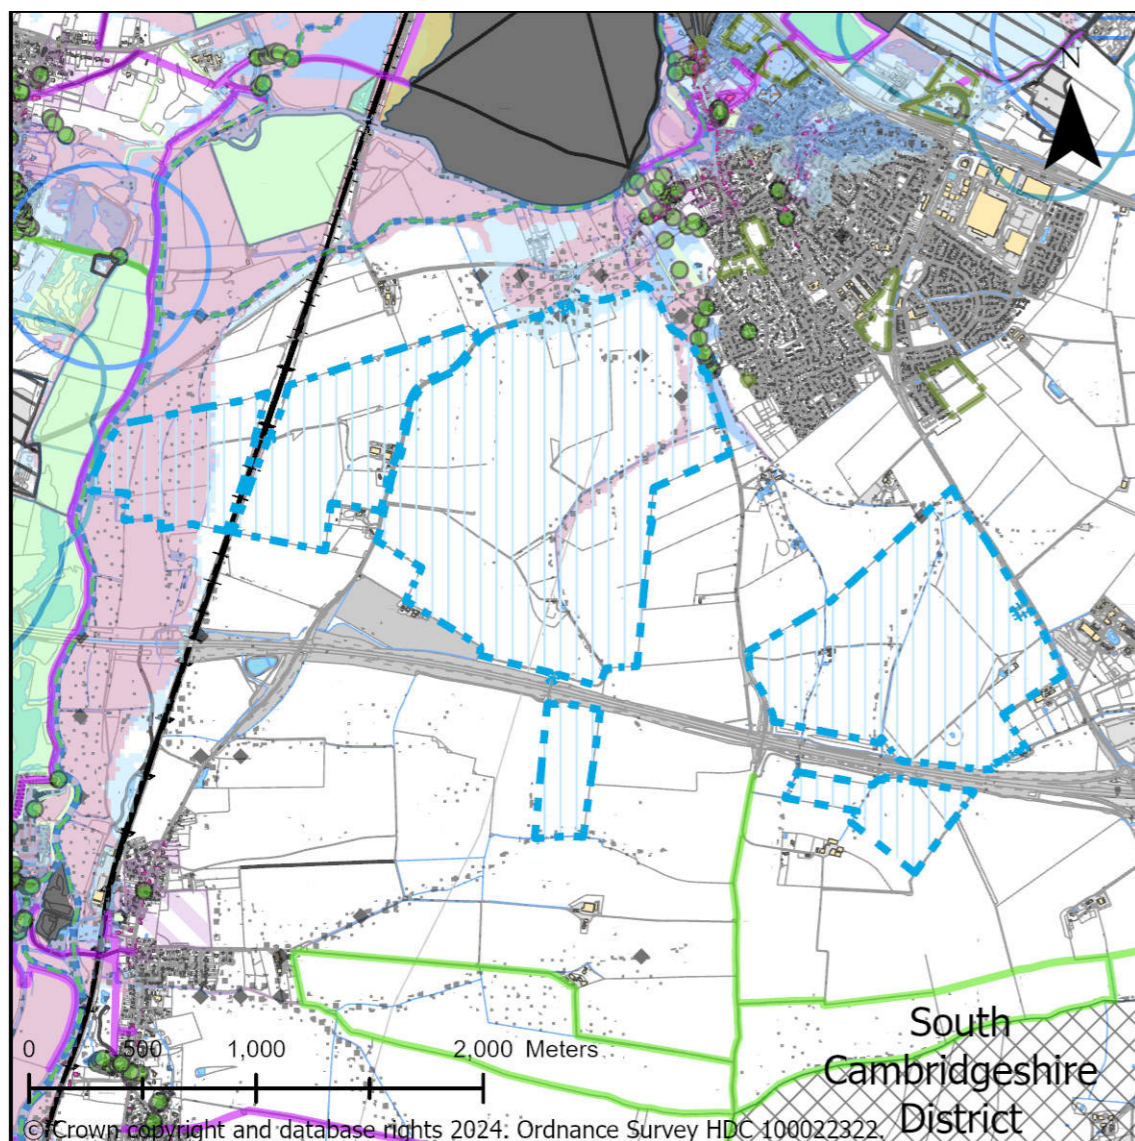 N
South
Cambridgeshire
District
0 500 1,000 2,000 Meters
© Crown copyright and database rights 2024. Ordnance Survey HDC 100022322.